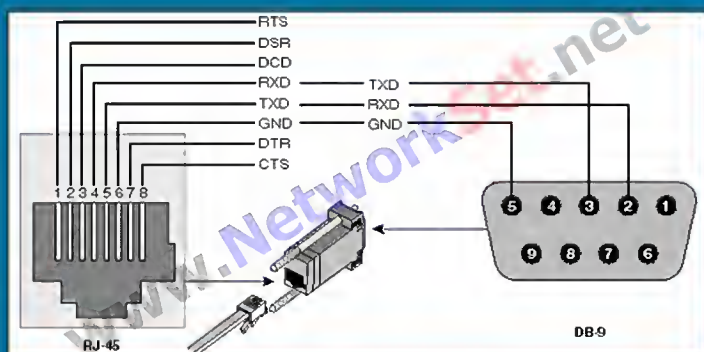 RTS
DSR
DCD
RXD TXD
TXD RXD
GND GND
DTR
CTS
1 2 3 4 5 6 7 8
5 4 3 2 1
9 8 7 6
RJ-45
DB-9
www.NetworkSet.net